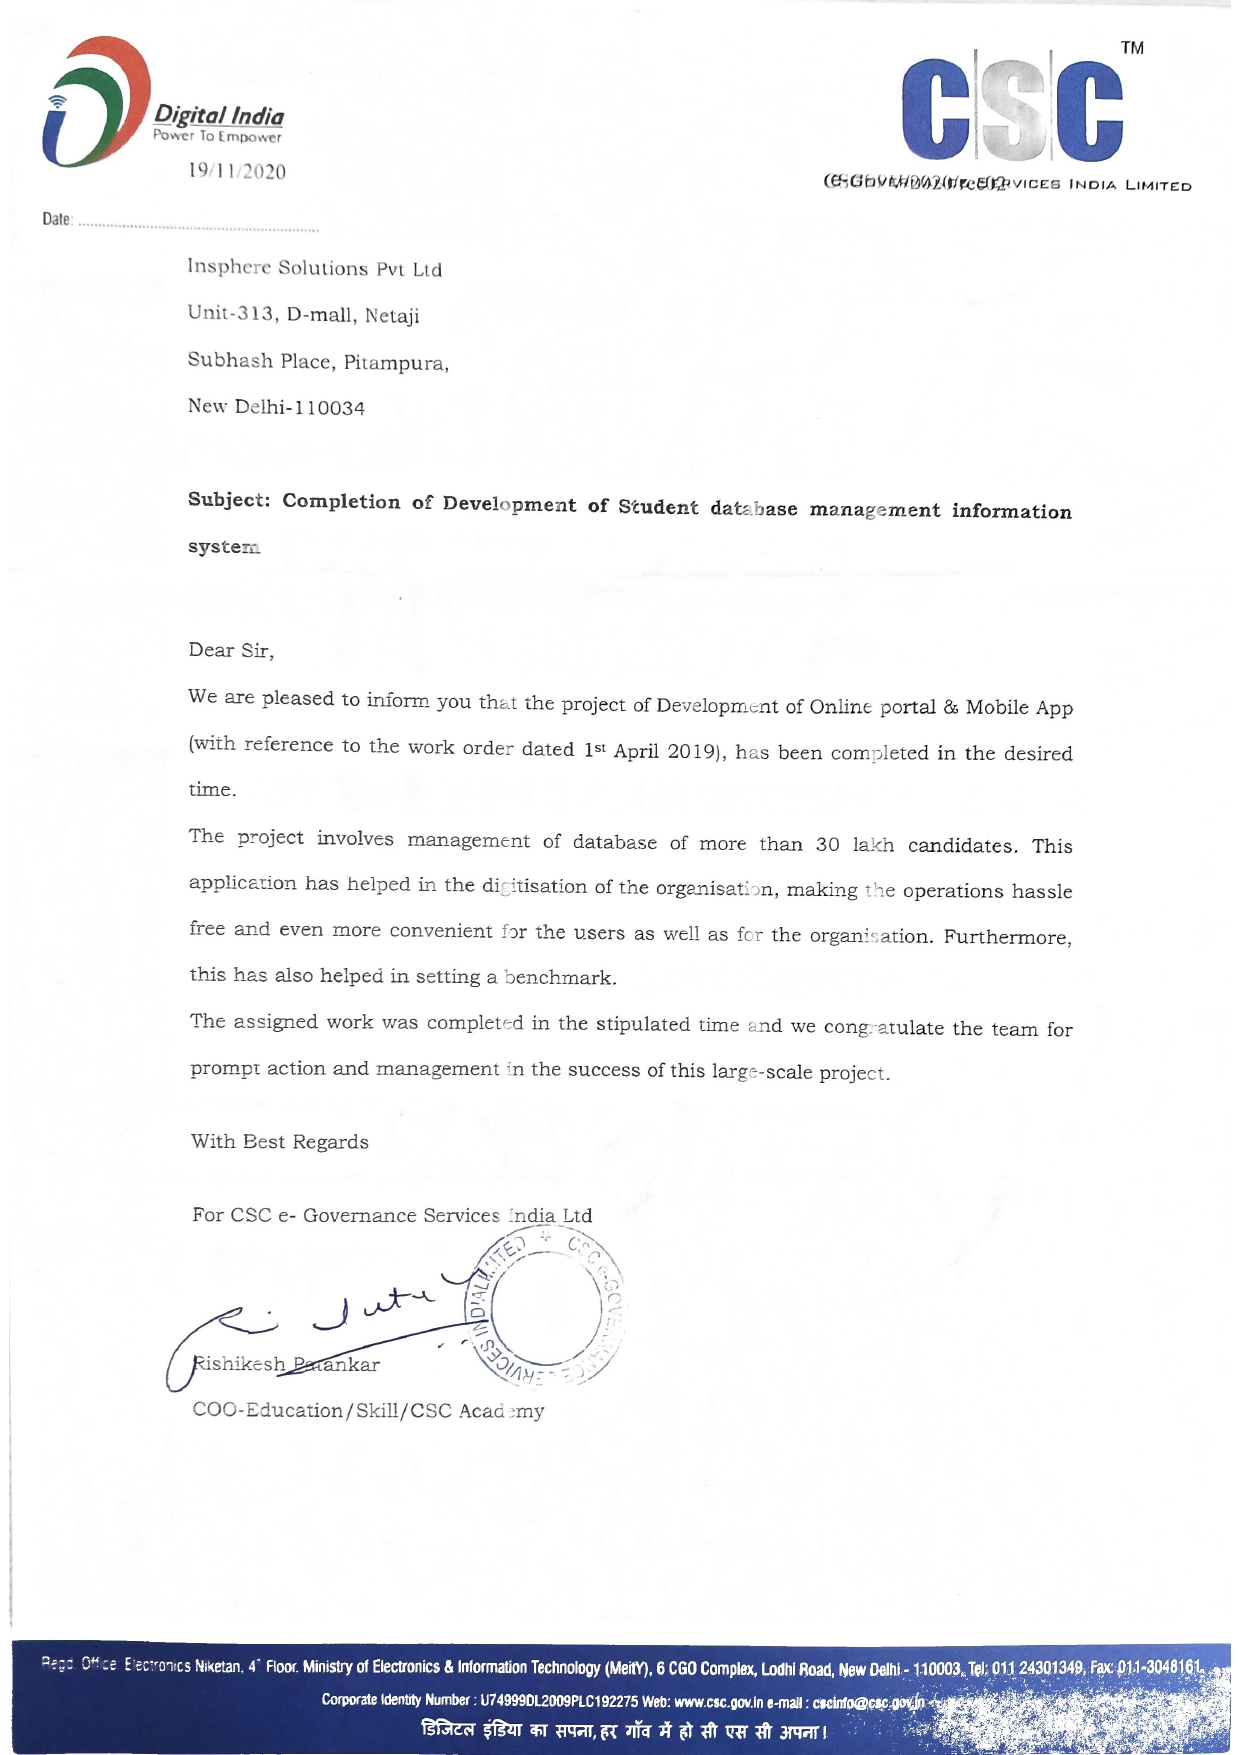 Digital India
Power To Empower
19/11/2020
TM
CSC
SERVICES INDIA LIMITED
Date:
Insphere Solutions Pvt Ltd
Unit-313, D-mall, Netaji
Subhash Place, Pitampura,
New Delhi-110034
Subject: Completion of Development of Student database management information
system
Dear Sir,
We are pleased to inform you that the project of Development of Online portal & Mobile App
(with reference to the work order dated 1st April 2019), has been completed in the desired
time.
The project involves management of database of more than 30 lakh candidates. This
application has helped in the digitisation of the organisation, making the operations hassle
free and even more convenient for the users as well as for the organisation. Furthermore,
this has also helped in setting a benchmark.
The assigned work was completed in the stipulated time and we congratulate the team for
prompt action and management in the success of this large-scale project.
With Best Regards
For CSC e- Governance Services India Ltd
CSC e-GOVERNANCE SERVICES INDIA LIMITED *
Rishikesh Patankar
COO-Education/Skill/CSC Academy
Regd. Office Electronics Niketan, 4" Floor, Ministry of Electronics & Information Technology (MeitY), 6 CGO Complex, Lodhi Road, New Delhi - 110003, Tel: 011 24301349, Fax: 011-3048161
Corporate Identity Number : U74999DL2009PLC192275 Web: www.csc.gov.in e-mail : cscinfo@csc.gov.in
डिजिटल इंडिया का सपना, हर गाँव में हो सी एस सी अपना !